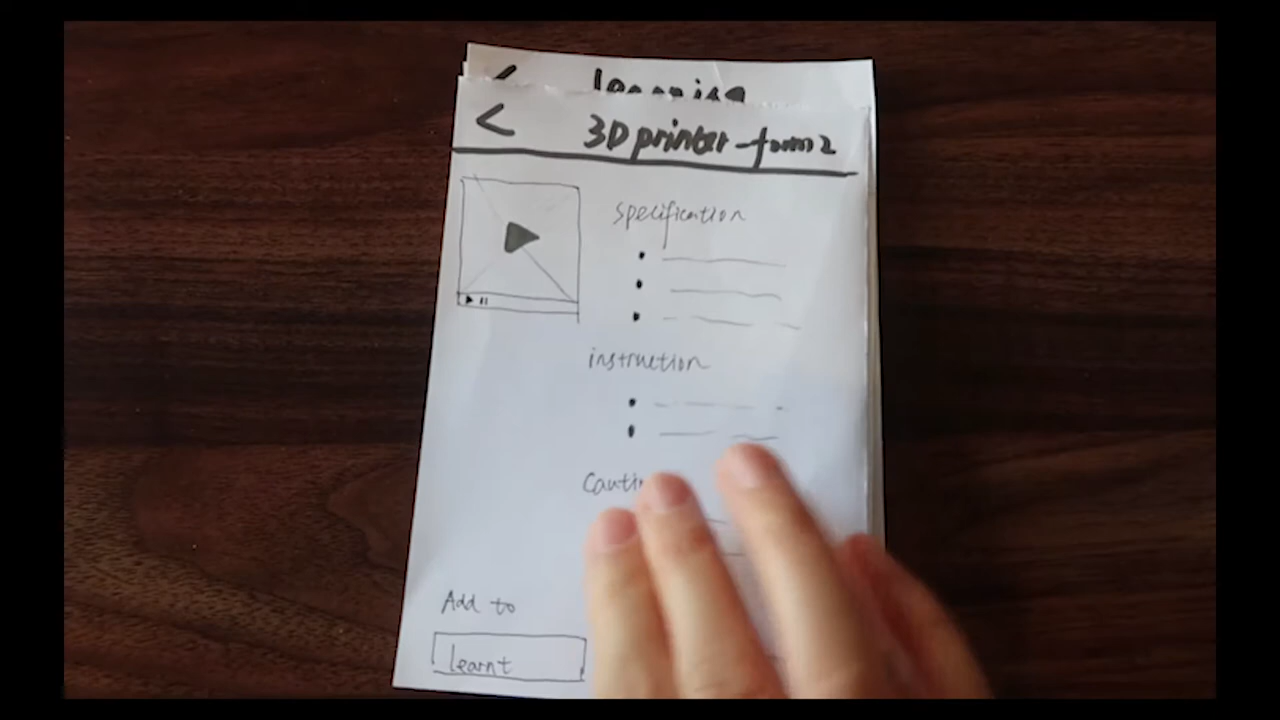 <
3D printer - form 2
specification
instruction
Add to
learnt